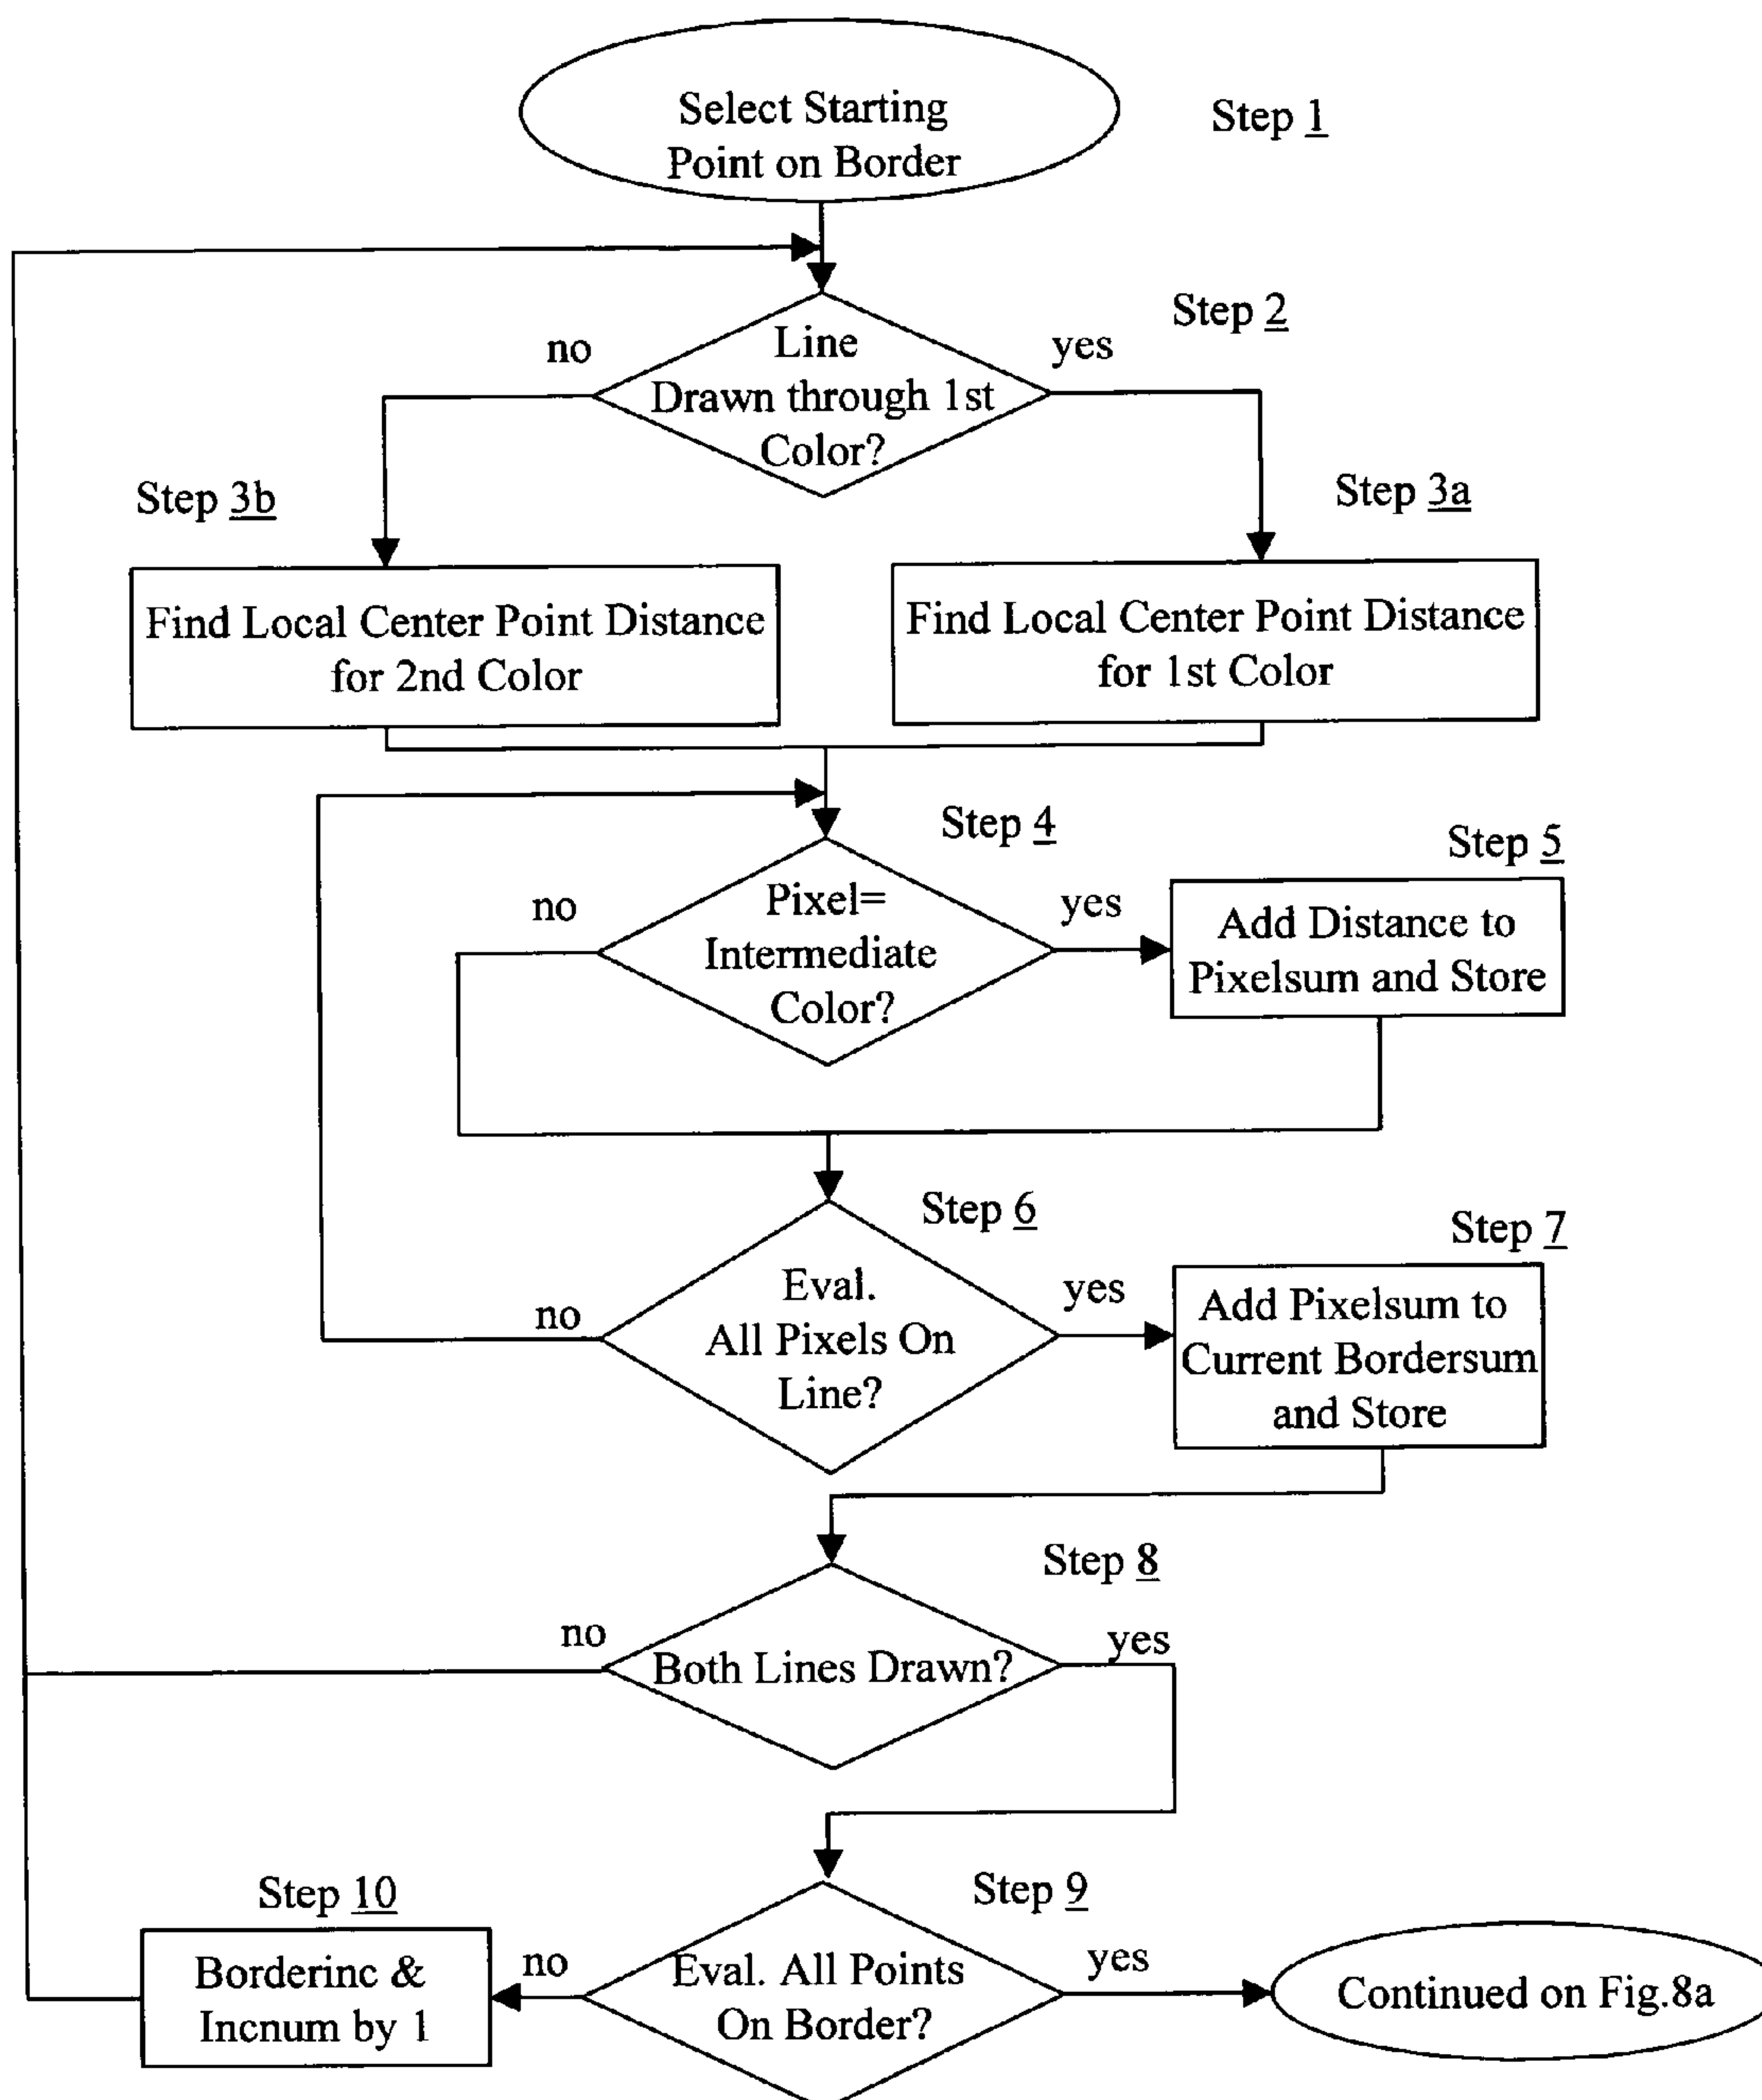 Select Starting
Point on Border
Step 1
Step 2
no
Line
Drawn through 1st
Color?
yes
Step 3b
Step 3a
Find Local Center Point Distance
for 2nd Color
Find Local Center Point Distance
for 1st Color
Step 4
Step 5
no
Pixel=
Intermediate
Color?
yes
Add Distance to
Pixelsum and Store
Step 6
Step 7
no
Eval.
All Pixels On
Line?
yes
Add Pixelsum to
Current Bordersum
and Store
Step 8
no
Both Lines Drawn?
yes
Step 10
Step 9
Borderinc &
Incnum by 1
no
Eval. All Points
On Border?
yes
Continued on Fig.8a